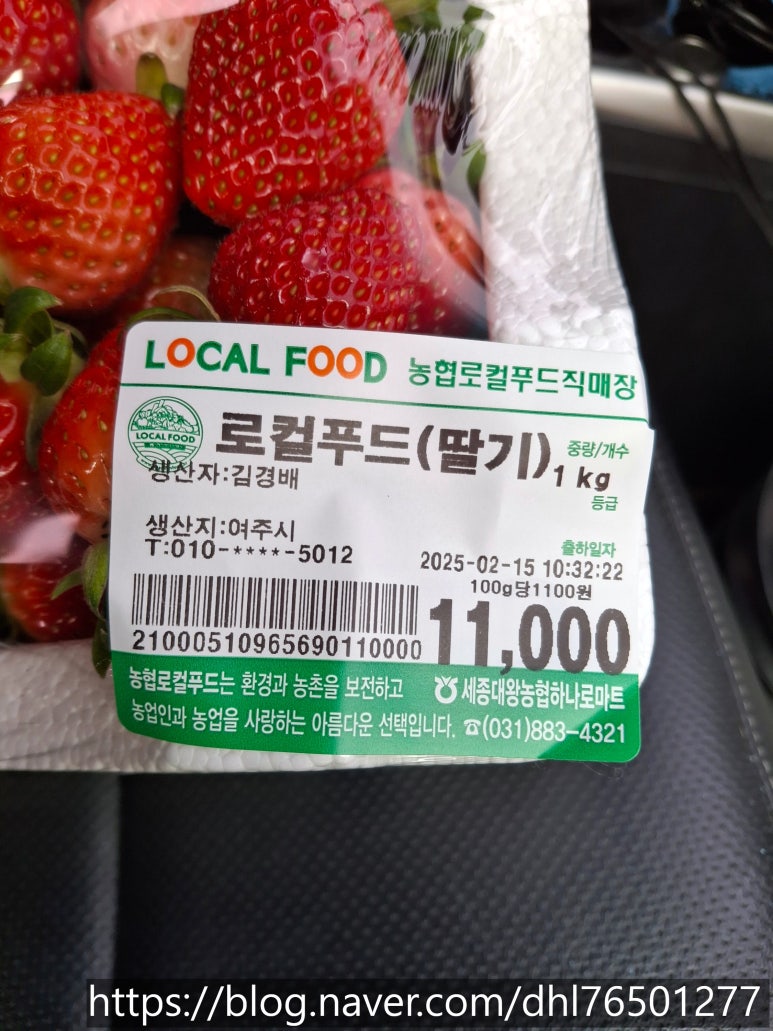 LOCAL FOOD 농협로컬푸드직매장
LOCAL FOOD
로컬푸드(딸기)
중량/개수
1 kg
생산자:김경배
등급
생산지:여주시
T:010-****-5012
출하일자
2025-02-15 10:32:22
100g당1100원
11,000
21000510965690110000
농협로컬푸드는 환경과 농촌을 보전하고
농업인과 농업을 사랑하는 아름다운 선택입니다.
세종대왕농협하나로마트
☎(031)883-4321
https://blog.naver.com/dhl76501277